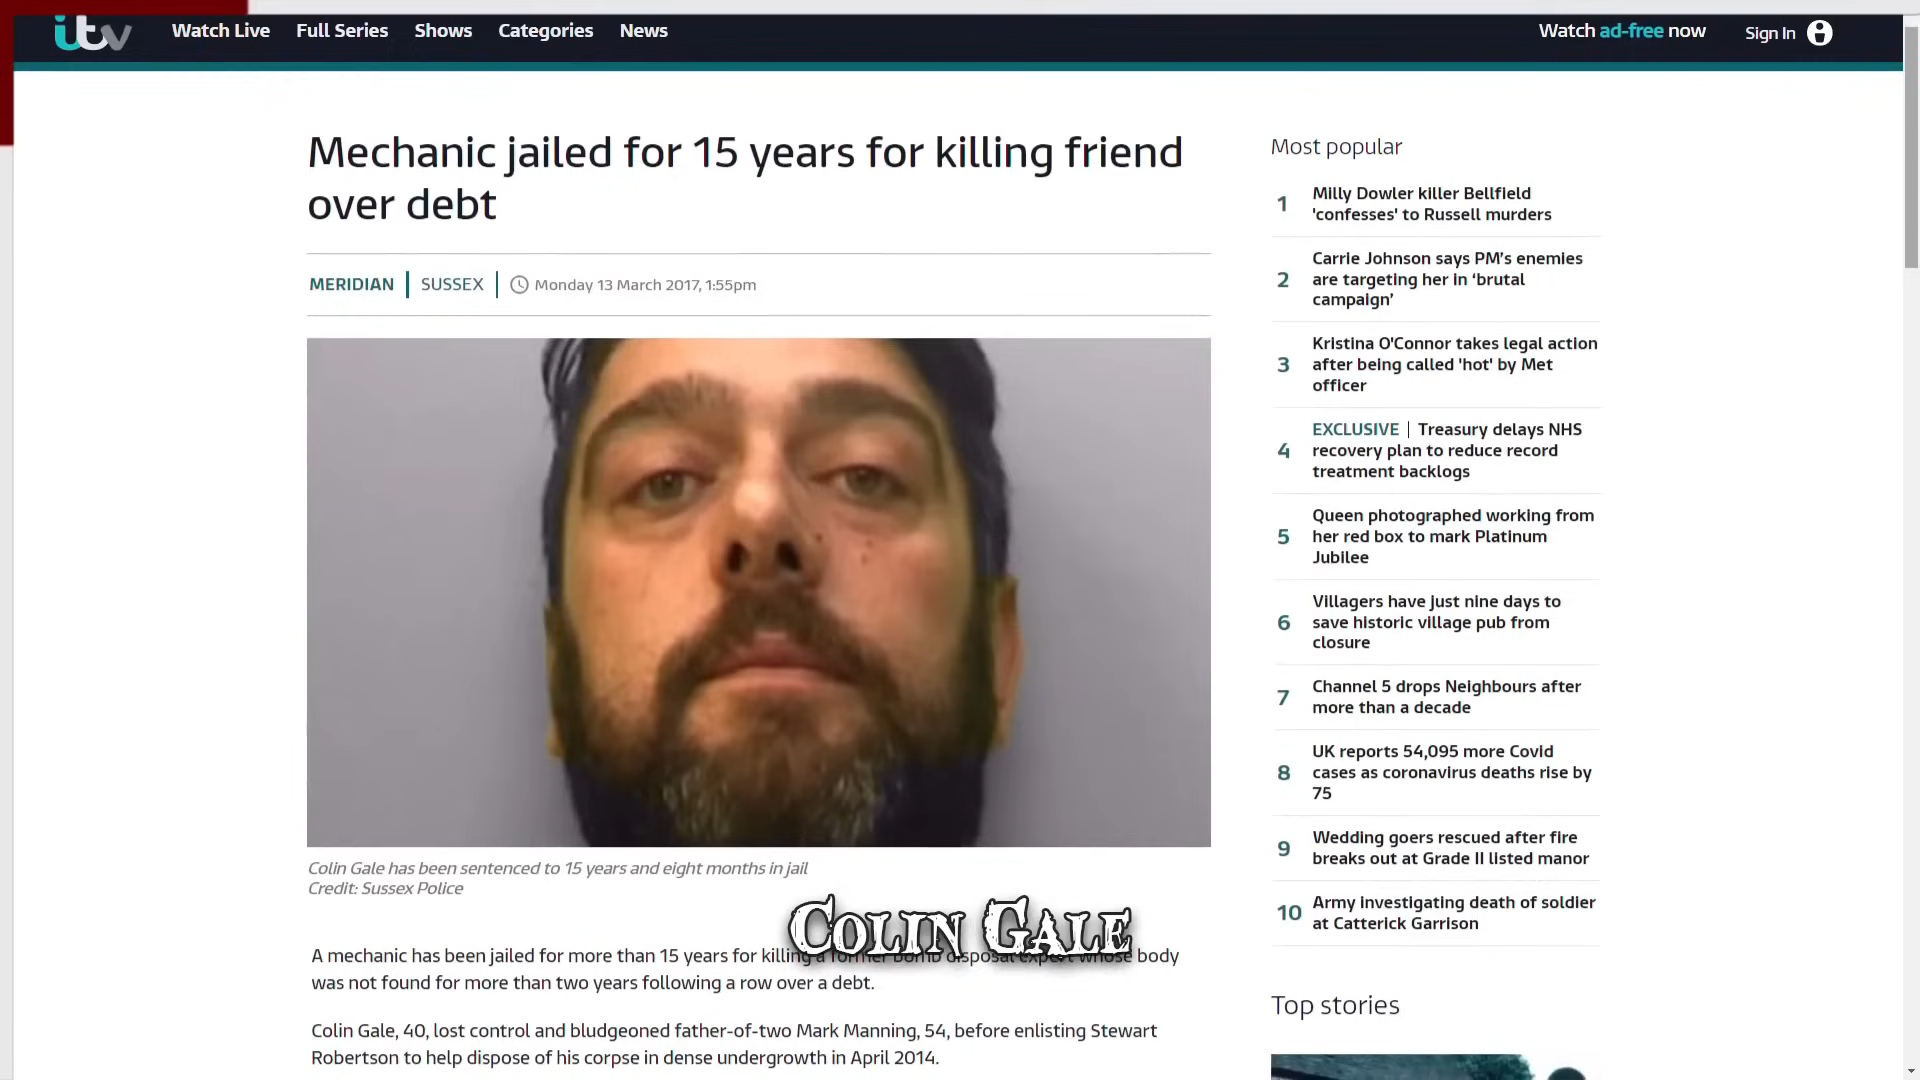 itv
Watch Live
Full Series
Shows
Categories
News
Watch ad-free now
Sign In
Mechanic jailed for 15 years for killing friend
over debt
MERIDIAN
SUSSEX
Monday 13 March 2017, 1:55pm
Colin Gale has been sentenced to 15 years and eight months in jail
Credit: Sussex Police
Colin Gale
A mechanic has been jailed for more than 15 years for killing a former bomb disposal expert whose body
was not found for more than two years following a row over a debt.
Colin Gale, 40, lost control and bludgeoned father-of-two Mark Manning, 54, before enlisting Stewart
Robertson to help dispose of his corpse in dense undergrowth in April 2014.
Most popular
1
Milly Dowler killer Bellfield
'confesses' to Russell murders
2
Carrie Johnson says PM’s enemies
are targeting her in ‘brutal
campaign’
3
Kristina O'Connor takes legal action
after being called 'hot' by Met
officer
4
EXCLUSIVE | Treasury delays NHS
recovery plan to reduce record
treatment backlogs
5
Queen photographed working from
her red box to mark Platinum
Jubilee
6
Villagers have just nine days to
save historic village pub from
closure
7
Channel 5 drops Neighbours after
more than a decade
8
UK reports 54,095 more Covid
cases as coronavirus deaths rise by
75
9
Wedding goers rescued after fire
breaks out at Grade II listed manor
10
Army investigating death of soldier
at Catterick Garrison
Top stories